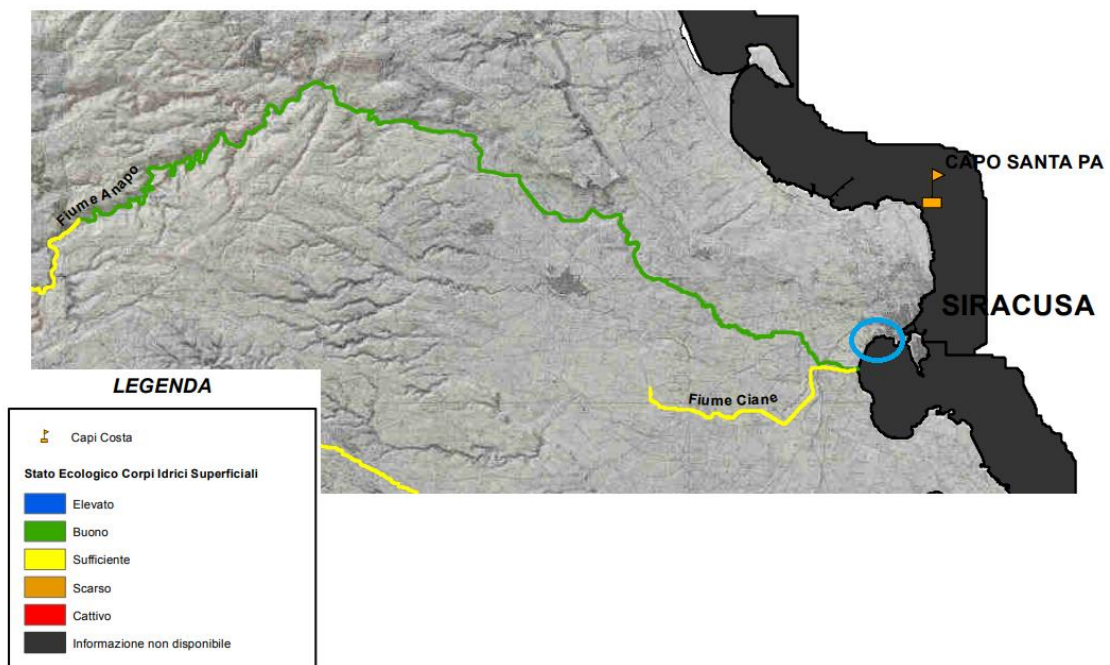 CAPO SANTA PA
Fiume Anapo
SIRACUSA
Fiume Ciane
LEGENDA
Capi Costa
Stato Ecologico Corpi Idrici Superficiali
Elevato
Buono
Sufficiente
Scarso
Cattivo
Informazione non disponibile